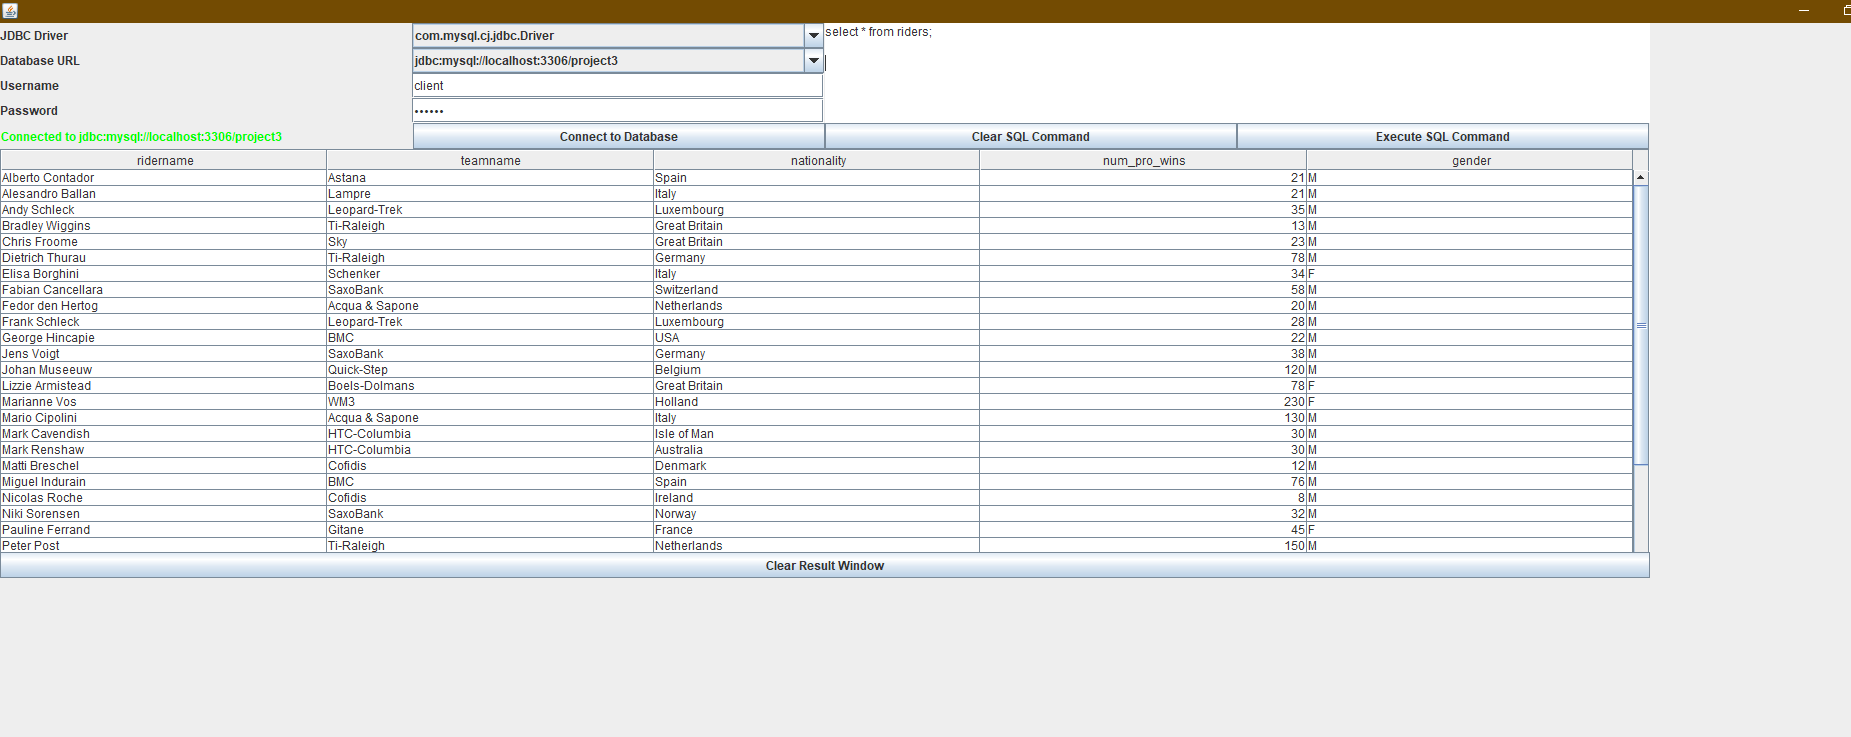 JDBC Driver com.mysql.cj.jdbc.Driver select * from riders;
Database URL jdbc:mysql://localhost:3306/project3
Username client
Password ••••••
Connected to jdbc:mysql://localhost:3306/project3 Connect to Database Clear SQL Command Execute SQL Command
ridername teamname nationality num_pro_wins gender
Alberto Contador Astana Spain 21 M
Alesandro Ballan Lampre Italy 21 M
Andy Schleck Leopard-Trek Luxembourg 35 M
Bradley Wiggins Ti-Raleigh Great Britain 13 M
Chris Froome Sky Great Britain 23 M
Dietrich Thurau Ti-Raleigh Germany 78 M
Elisa Borghini Schenker Italy 34 F
Fabian Cancellara SaxoBank Switzerland 58 M
Fedor den Hertog Acqua & Sapone Netherlands 20 M
Frank Schleck Leopard-Trek Luxembourg 28 M
George Hincapie BMC USA 22 M
Jens Voigt SaxoBank Germany 38 M
Johan Museeuw Quick-Step Belgium 120 M
Lizzie Armistead Boels-Dolmans Great Britain 78 F
Marianne Vos WM3 Holland 230 F
Mario Cipolini Acqua & Sapone Italy 130 M
Mark Cavendish HTC-Columbia Isle of Man 30 M
Mark Renshaw HTC-Columbia Australia 30 M
Matti Breschel Cofidis Denmark 12 M
Miguel Indurain BMC Spain 76 M
Nicolas Roche Cofidis Ireland 8 M
Niki Sorensen SaxoBank Norway 32 M
Pauline Ferrand Gitane France 45 F
Peter Post Ti-Raleigh Netherlands 150 M
Clear Result Window